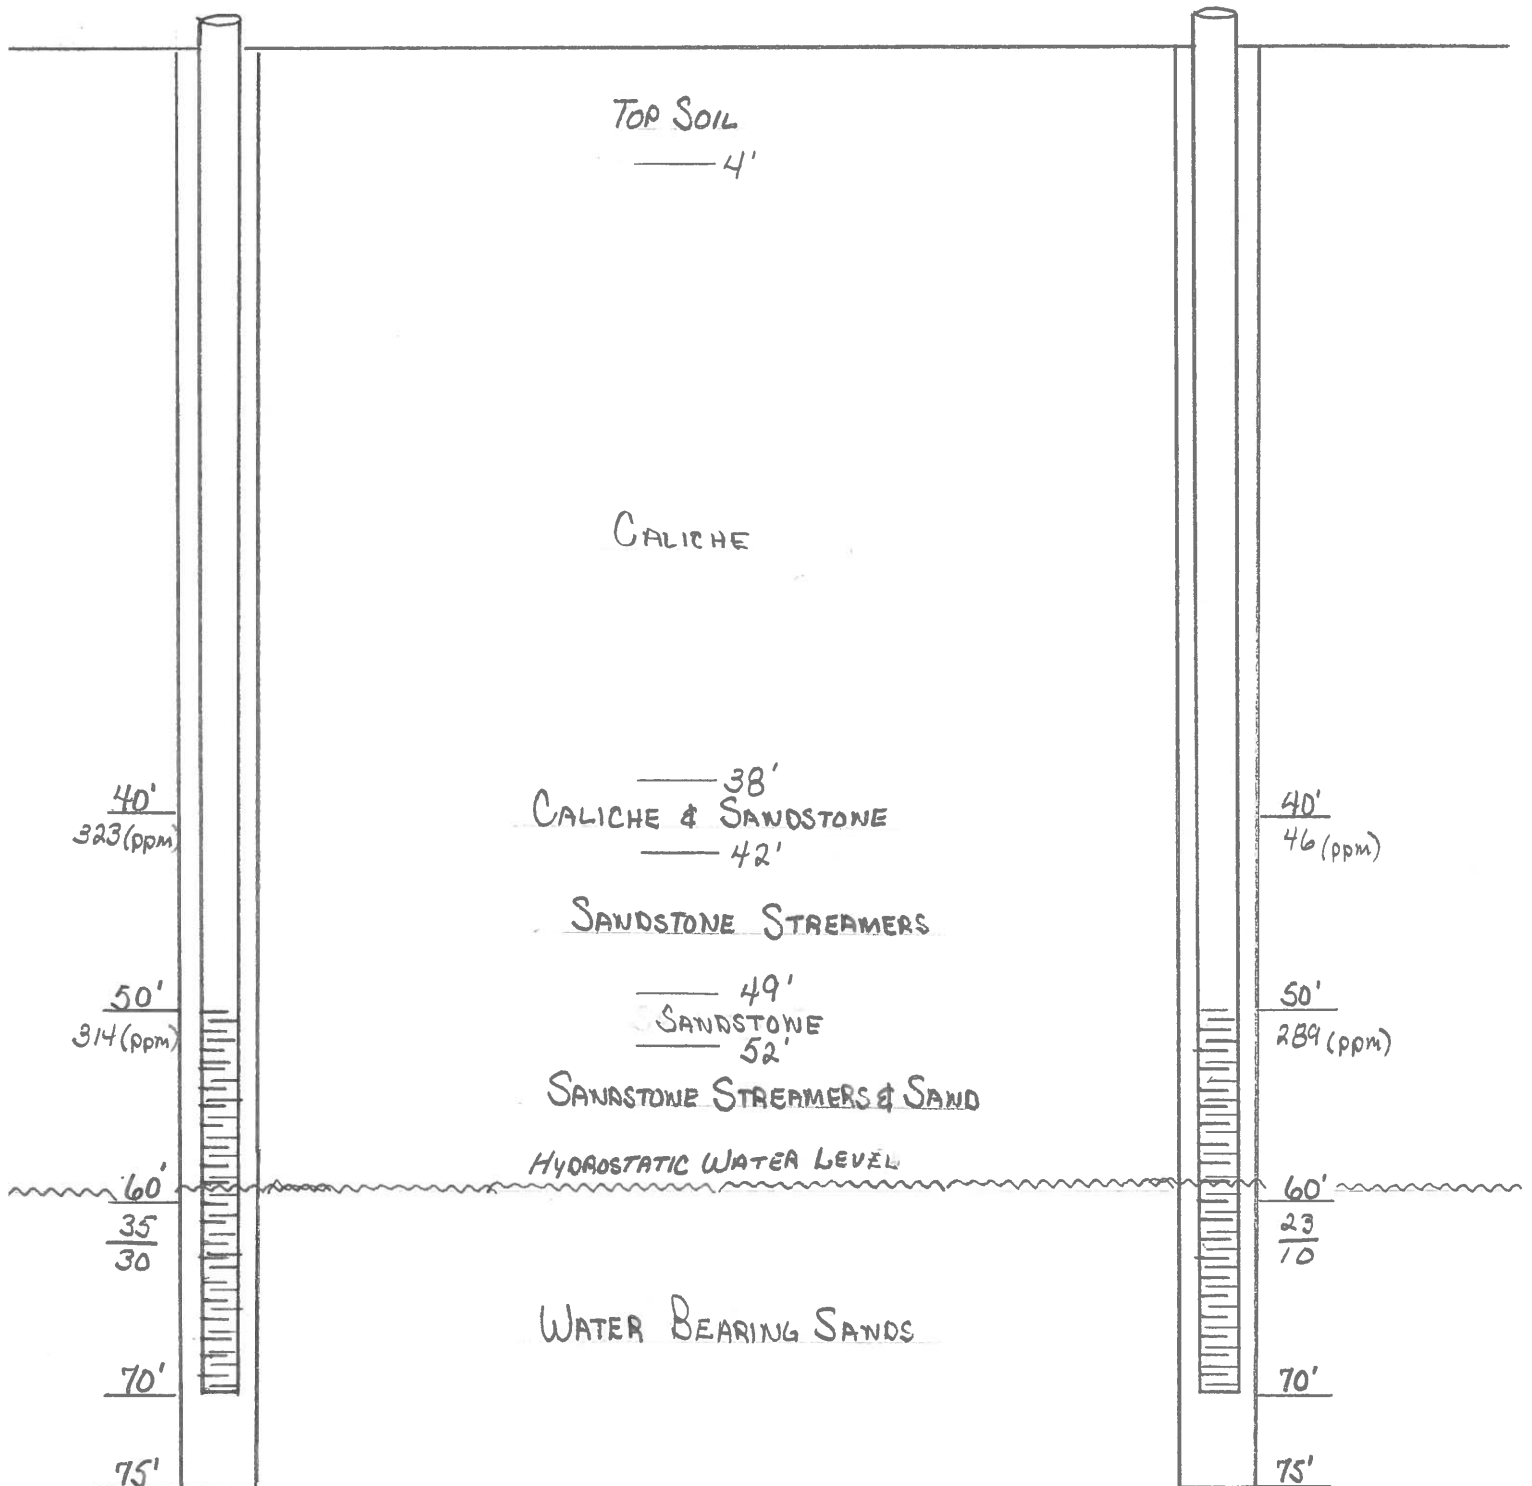 TOP SOIL
4'
CALICHE
38'
40'
CALICHE & SANDSTONE
40'
323 (ppm)
42'
46 (ppm)
SANDSTONE STREAMERS
50'
49'
50'
314 (ppm)
SANDSTONE
289 (ppm)
52'
SANDSTONE STREAMERS & SAND
HYDROSTATIC WATER LEVEL
60'
60'
35
30
23
10
WATER BEARING SANDS
70'
70'
75'
75'